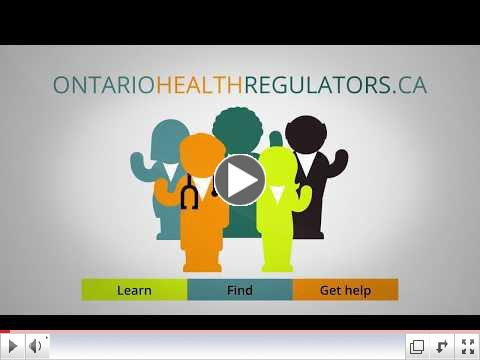 ONTARIOHEALTHREGULATORS.CA
Learn Find Get help